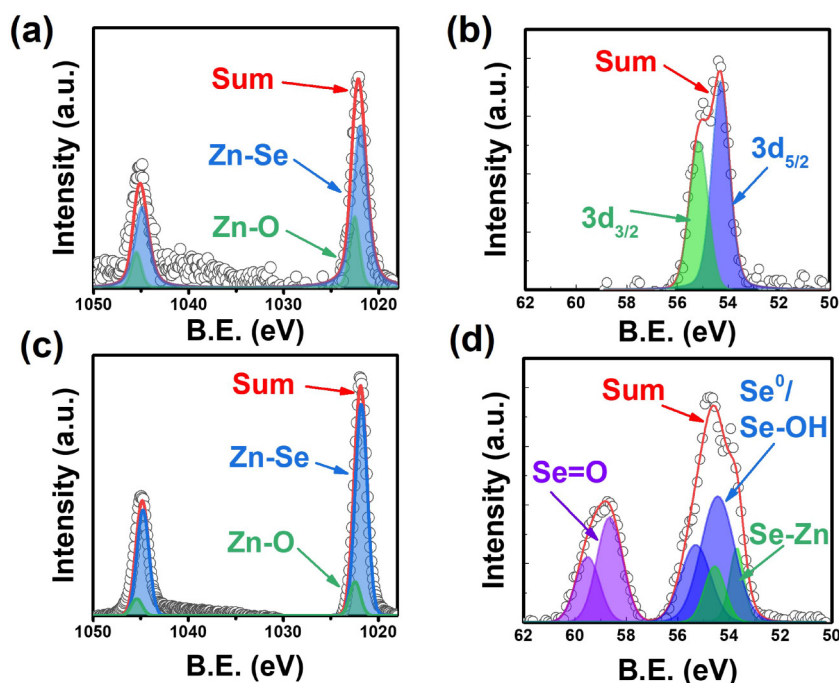 (a)
Intensity (a.u.)
Sum
Zn-Se
Zn-O
1050 1040 1030 1020
B.E. (eV)
(b)
Intensity (a.u.)
Sum
3d5/2
3d3/2
62 60 58 56 54 52 50
B.E. (eV)
(c)
Intensity (a.u.)
Sum
Zn-Se
Zn-O
1050 1040 1030 1020
B.E. (eV)
(d)
Intensity (a.u.)
Sum
Se0/
Se-OH
Se=O
Se-Zn
62 60 58 56 54 52 50
B.E. (eV)